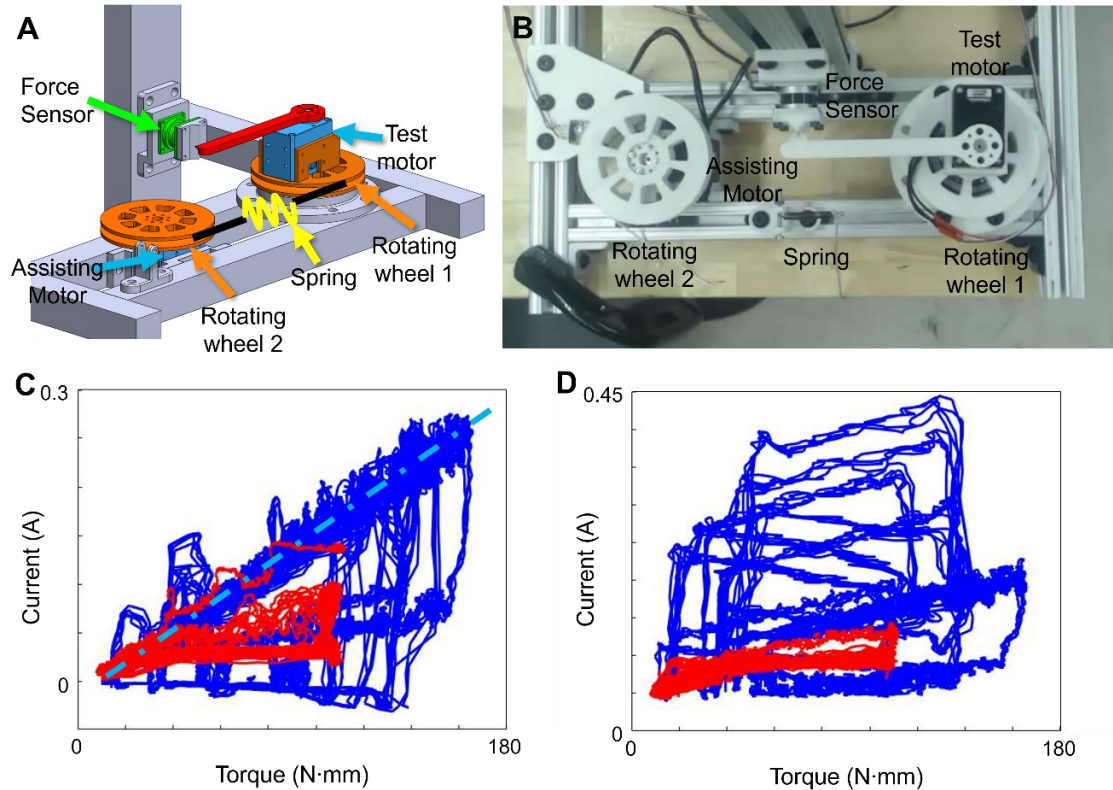 A
Force
Sensor
Test
motor
Assisting
Motor
Rotating
wheel 2
Spring
Rotating
wheel 1
B
Force
Sensor
Test
motor
Assisting
Motor
Rotating
wheel 2
Spring
Rotating
wheel 1
C
0.3
Current (A)
0
0
180
Torque (N·mm)
D
0.45
Current (A)
0
0
180
Torque (N·mm)